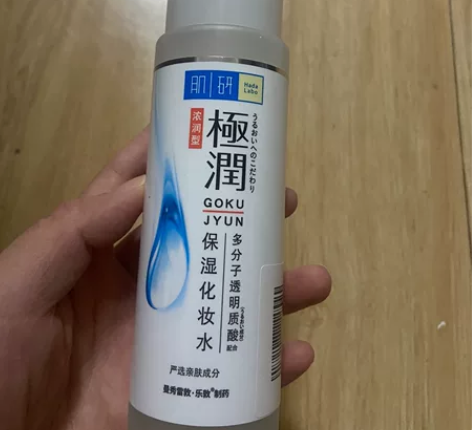 肌研
Hada Labo
浓润型
極潤
うるおいへのこだわり
GOKU
JYUN
保湿化妆水
多分子透明质酸
配合
严选亲肤成分
曼秀雷敦·乐敦®制药